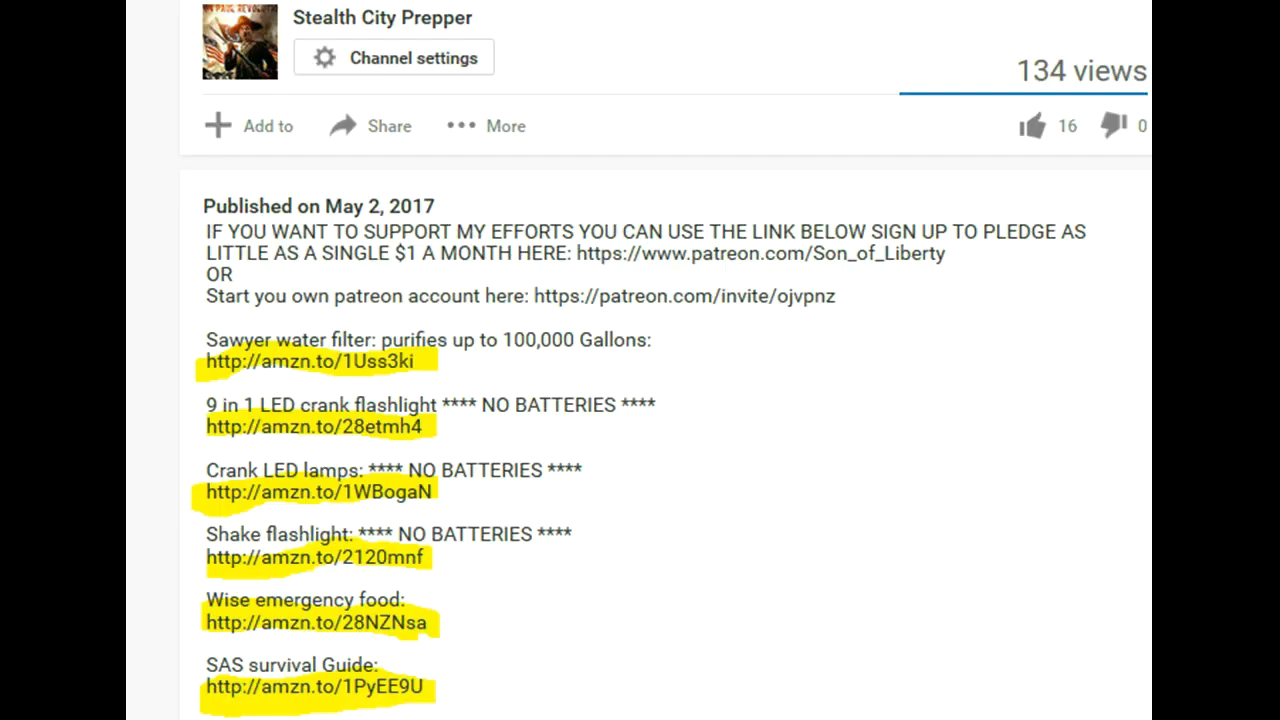 PAUL REVOLUTI
Stealth City Prepper
Channel settings
134 views
Add to
Share
More
16
0
Published on May 2, 2017
IF YOU WANT TO SUPPORT MY EFFORTS YOU CAN USE THE LINK BELOW SIGN UP TO PLEDGE AS
LITTLE AS A SINGLE $1 A MONTH HERE: https://www.patreon.com/Son_of_Liberty
OR
Start you own patreon account here: https://patreon.com/invite/ojvpnz
Sawyer water filter: purifies up to 100,000 Gallons:
http://amzn.to/1Uss3ki
9 in 1 LED crank flashlight **** NO BATTERIES ****
http://amzn.to/28etmh4
Crank LED lamps: **** NO BATTERIES ****
http://amzn.to/1WBogaN
Shake flashlight: **** NO BATTERIES ****
http://amzn.to/2120mnf
Wise emergency food:
http://amzn.to/28NZNsa
SAS survival Guide:
http://amzn.to/1PyEE9U